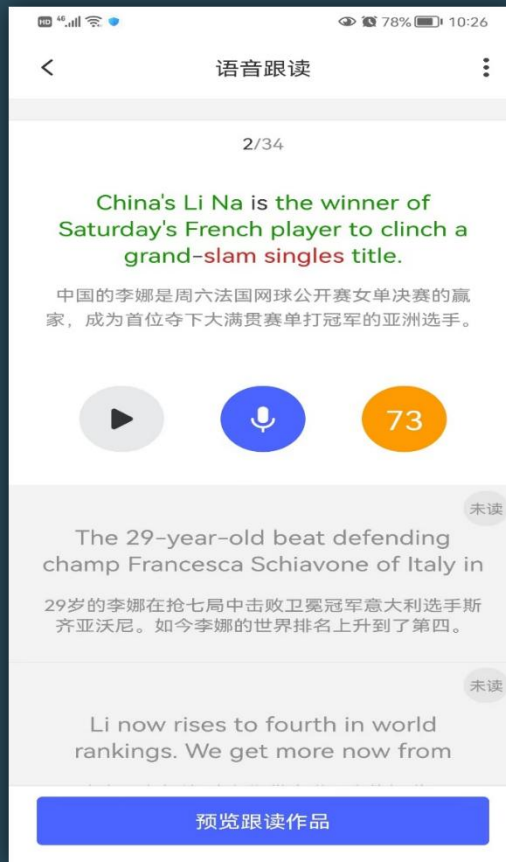 HD 4G 78% 10:26
语音跟读
2/34
China's Li Na is the winner of
Saturday's French player to clinch a
grand-slam singles title.
中国的李娜是周六法国网球公开赛女单决赛的赢
家，成为首位夺下大满贯赛单打冠军的亚洲选手。
73
未读
The 29-year-old beat defending
champ Francesca Schiavone of Italy in
29岁的李娜在抢七局中击败卫冕冠军意大利选手斯
齐亚沃尼。如今李娜的世界排名上升到了第四。
未读
Li now rises to fourth in world
rankings. We get more now from
预览跟读作品